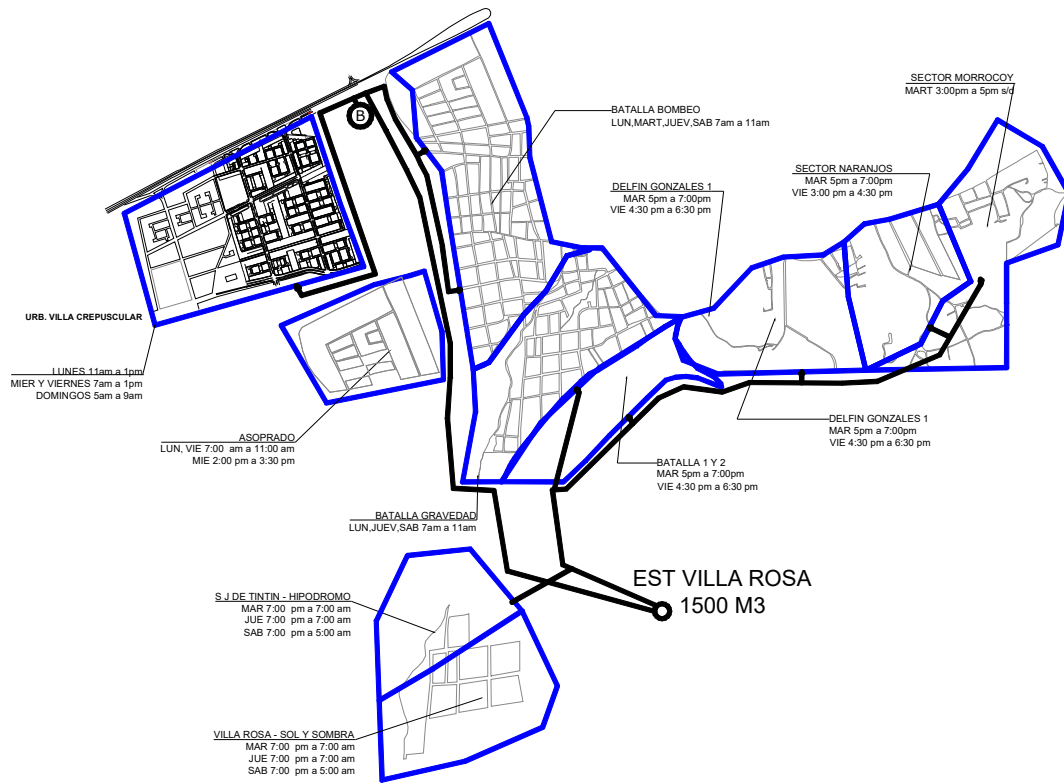 SECTOR MORROCOY
MART 3:00pm a 5pm s/d
BATALLA BOMBEO
LUN,MART,JUEV,SAB 7am a 11am
B
SECTOR NARANJOS
MAR 5pm a 7:00pm
VIE 3:00 pm a 4:30 pm
DELFIN GONZALES 1
MAR 5pm a 7:00pm
VIE 4:30 pm a 6:30 pm
URB. VILLA CREPUSCULAR
LUNES 11am a 1pm
MIER Y VIERNES 7am a 1pm
DOMINGOS 5am a 9am
DELFIN GONZALES 1
MAR 5pm a 7:00pm
VIE 4:30 pm a 6:30 pm
ASOPRADO
LUN, VIE 7:00 am a 11:00 am
MIE 2:00 pm a 3:30 pm
BATALLA 1 Y 2
MAR 5pm a 7:00pm
VIE 4:30 pm a 6:30 pm
BATALLA GRAVEDAD
LUN,JUEV,SAB 7am a 11am
EST VILLA ROSA
1500 M3
S J DE TINTIN - HIPODROMO
MAR 7:00 pm a 7:00 am
JUE 7:00 pm a 7:00 am
SAB 7:00 pm a 5:00 am
VILLA ROSA - SOL Y SOMBRA
MAR 7:00 pm a 7:00 am
JUE 7:00 pm a 7:00 am
SAB 7:00 pm a 5:00 am